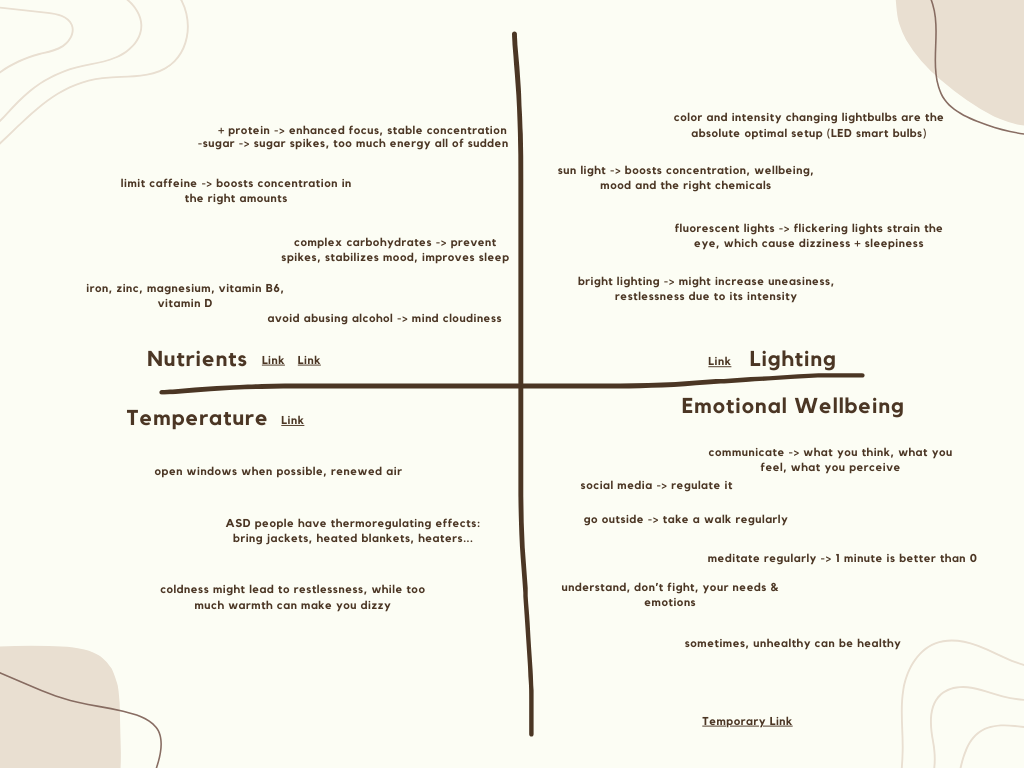 + protein -> enhanced focus, stable concentration
-sugar -> sugar spikes, too much energy all of sudden
limit caffeine -> boosts concentration in
the right amounts
complex carbohydrates -> prevent
spikes, stabilizes mood, improves sleep
iron, zinc, magnesium, vitamin B6,
vitamin D
avoid abusing alcohol -> mind cloudiness
Nutrients Link Link
color and intensity changing lightbulbs are the
absolute optimal setup (LED smart bulbs)
sun light -> boosts concentration, wellbeing,
mood and the right chemicals
fluorescent lights -> flickering lights strain the
eye, which cause dizziness + sleepiness
bright lighting -> might increase uneasiness,
restlessness due to its intensity
Link Lighting
Temperature Link
open windows when possible, renewed air
ASD people have thermoregulating effects:
bring jackets, heated blankets, heaters...
coldness might lead to restlessness, while too
much warmth can make you dizzy
Emotional Wellbeing
communicate -> what you think, what you
feel, what you perceive
social media -> regulate it
go outside -> take a walk regularly
meditate regularly -> 1 minute is better than 0
understand, don't fight, your needs &
emotions
sometimes, unhealthy can be healthy
Temporary Link